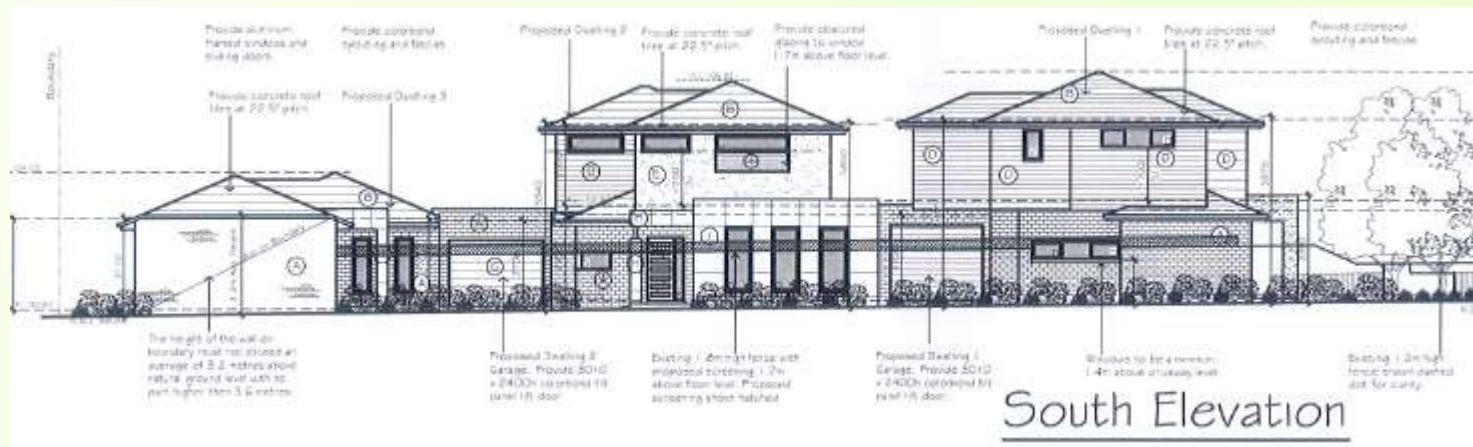 Provide aluminium
framed windows and
sliding doors.
Provide colorbond
spouting and fascias.
Proposed Dwelling 2
Provide concrete roof
tiles at 22.5° pitch.
Provide obscured
glazing to window
1.7m above floor level.
Proposed Dwelling 1
Provide concrete roof
tiles at 22.5° pitch.
Provide colorbond
spouting and fascias.
Boundary
Provide concrete roof
tiles at 22.5° pitch.
Proposed Dwelling 3
The height of the wall on
boundary must not exceed an
average of 3.2 metres above
natural ground level with no
part higher than 3.6 metres.
Proposed Dwelling 2
Garage. Provide
x 2400h colorbond tilt
panel lift door.
Existing 1.8m high fence with
proposed screening 1.7m
above floor level. Proposed
screening shown hatched
Proposed Dwelling 1
Garage. Provide
x 2400h colorbond tilt
panel lift door.
Windows to be a minimum
1.4m above driveway level
Existing high
fence shown dashed
dot for clarity.
South Elevation